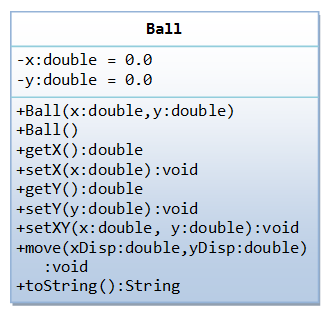 Ball
-x:double = 0.0
-y:double = 0.0
+Ball(x:double,y:double)
+Ball()
+getX():double
+setX(x:double):void
+getY():double
+setY(y:double):void
+setXY(x:double, y:double):void
+move(xDisp:double,yDisp:double)
:void
+toString():String